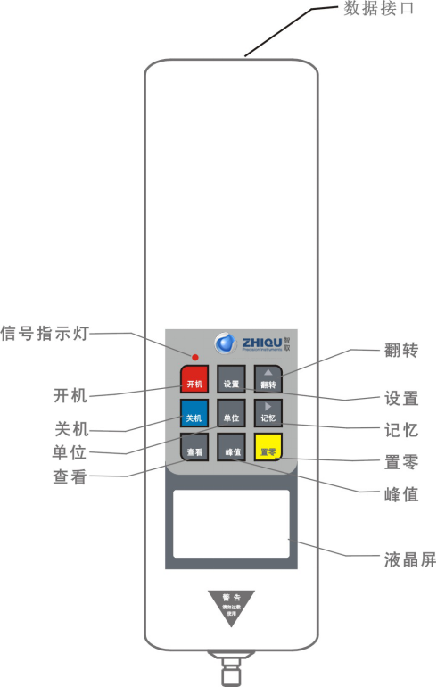 数据接口
ZHIQU 智取
Precision Instruments
信号指示灯
翻转
开机 设置 翻转
开机
设置
关机 单位 记忆
关机
记忆
单位
查看 峰值 置零
置零
查看
峰值
液晶屏
警告